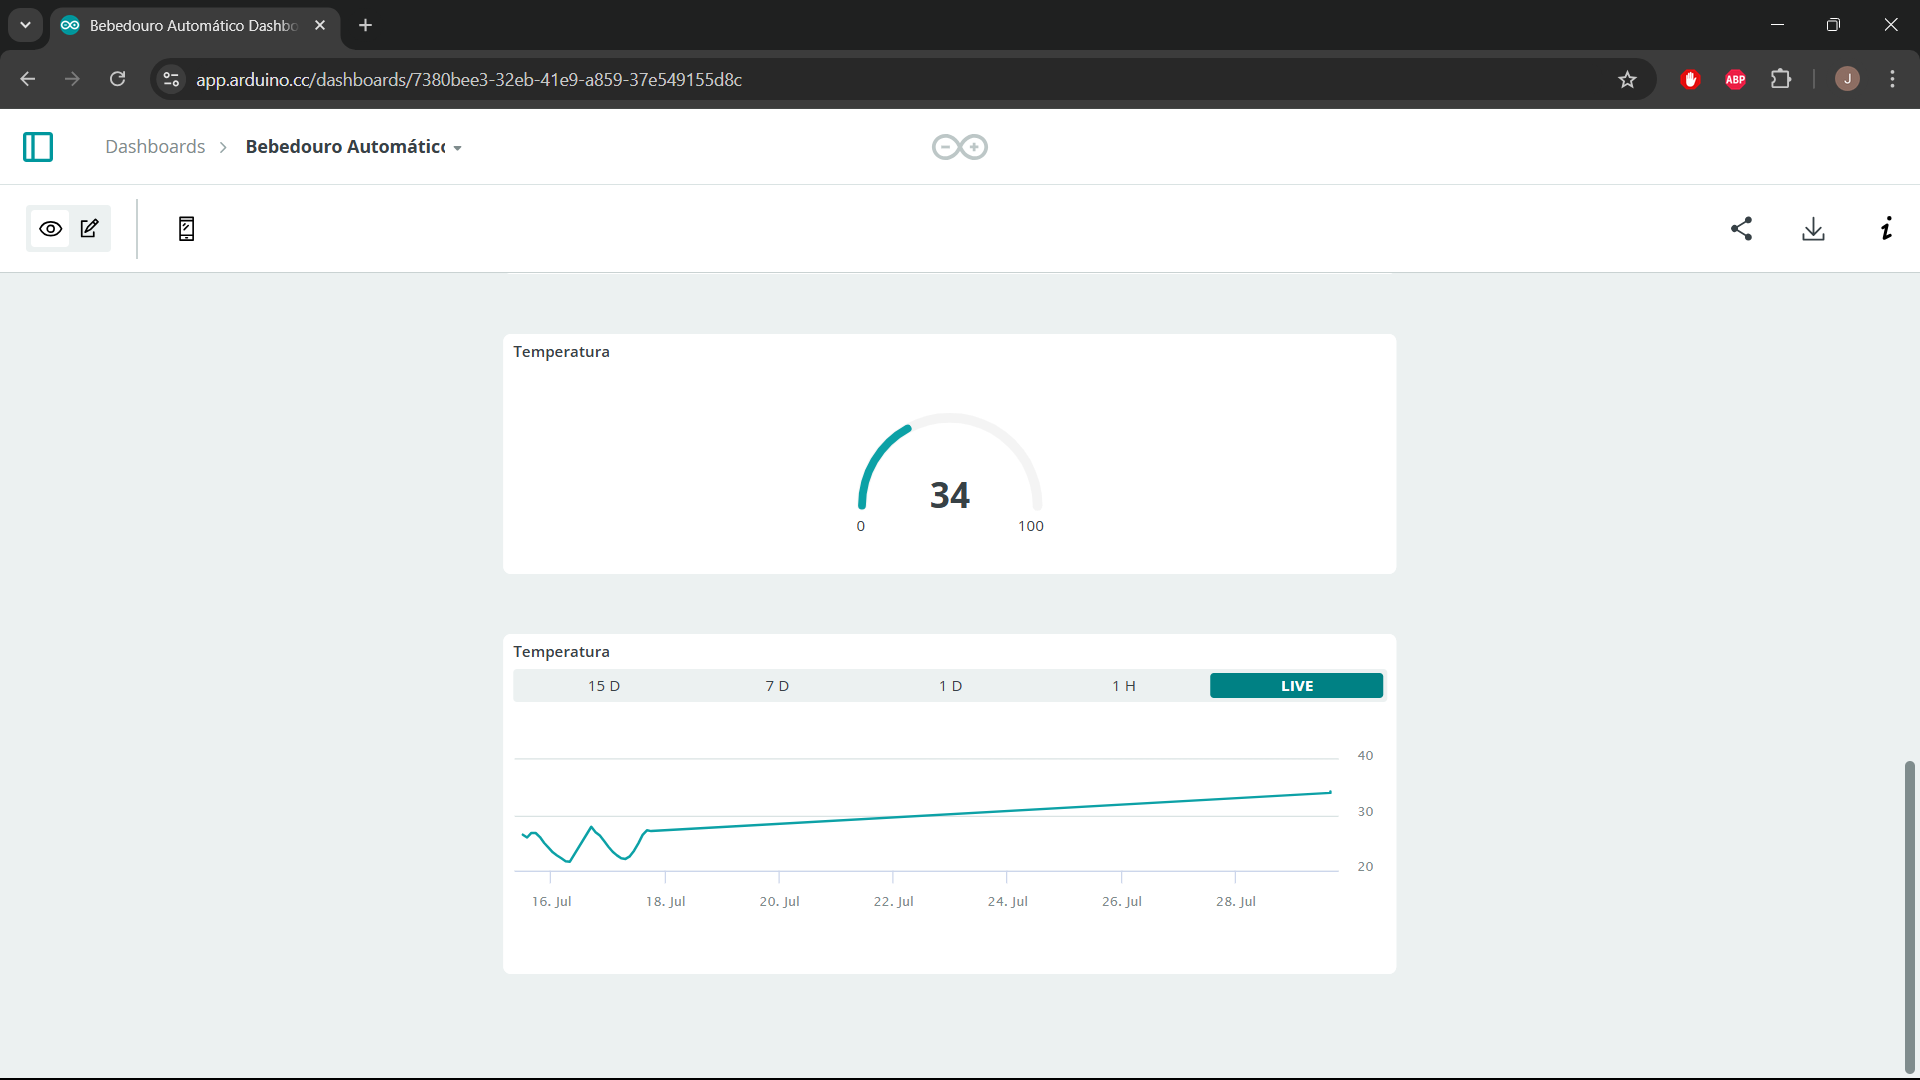 Bebedouro Automático Dashbo
app.arduino.cc/dashboards/7380bee3-32eb-41e9-a859-37e549155d8c
ABP
J
Dashboards > Bebedouro Automátic
Temperatura
34
0 100
Temperatura
15 D 7 D 1 D 1 H LIVE
40
30
20
16. Jul 18. Jul 20. Jul 22. Jul 24. Jul 26. Jul 28. Jul